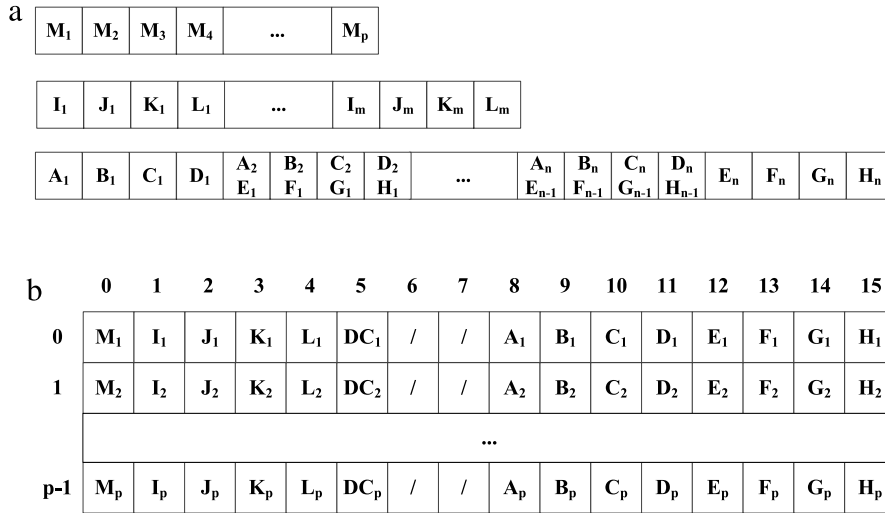 a
M₁ M₂ M₃ M₄ ... Mₚ
I₁ J₁ K₁ L₁ ... Iₘ Jₘ Kₘ Lₘ
A₁ B₁ C₁ D₁ A₂ B₂ C₂ D₂ ... Aₙ Bₙ Cₙ Dₙ Eₙ Fₙ Gₙ Hₙ
E₁ F₁ G₁ H₁ Eₙ₋₁ Fₙ₋₁ Gₙ₋₁ Hₙ₋₁
b
0 1 2 3 4 5 6 7 8 9 10 11 12 13 14 15
0 M₁ I₁ J₁ K₁ L₁ DC₁ / / A₁ B₁ C₁ D₁ E₁ F₁ G₁ H₁
1 M₂ I₂ J₂ K₂ L₂ DC₂ / / A₂ B₂ C₂ D₂ E₂ F₂ G₂ H₂
...
p-1 Mₚ Iₚ Jₚ Kₚ Lₚ DCₚ / / Aₚ Bₚ Cₚ Dₚ Eₚ Fₚ Gₚ Hₚ